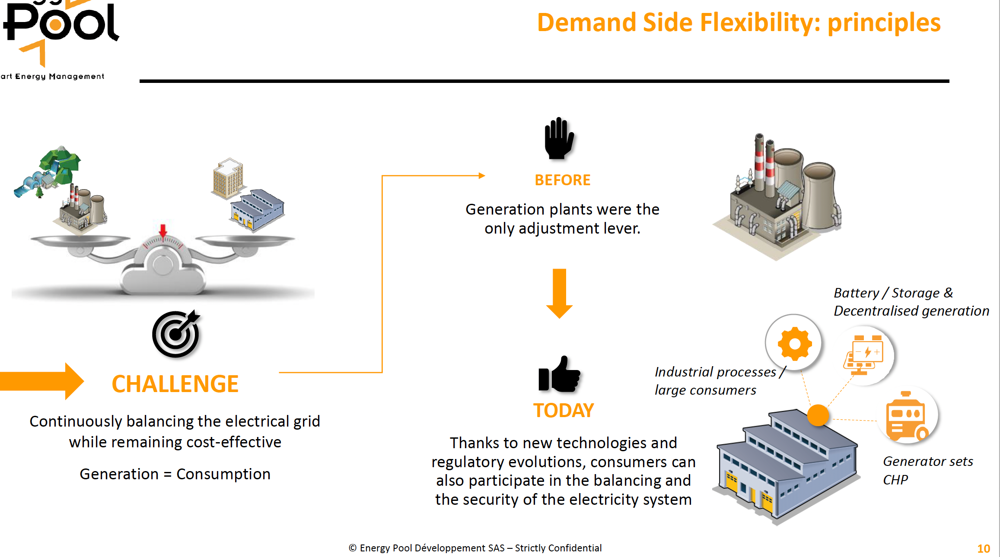 Pool
art Energy Management
Demand Side Flexibility: principles
CHALLENGE
Continuously balancing the electrical grid
while remaining cost-effective
Generation = Consumption
BEFORE
Generation plants were the
only adjustment lever.
TODAY
Thanks to new technologies and
regulatory evolutions, consumers can
also participate in the balancing and
the security of the electricity system
Battery / Storage &
Decentralised generation
Industrial processes /
large consumers
Generator sets
CHP
© Energy Pool Développement SAS – Strictly Confidential
10